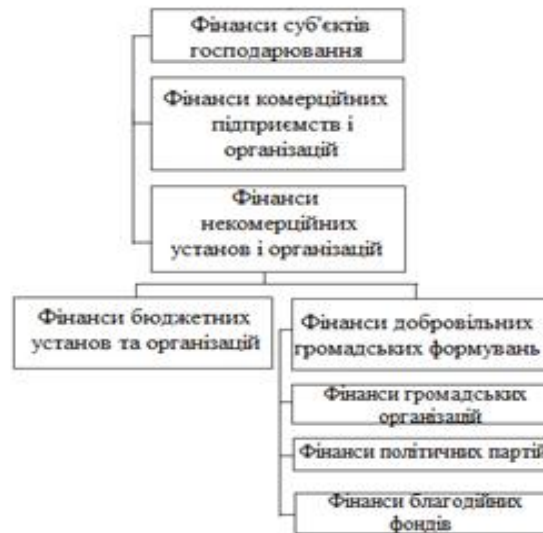 Фінанси суб'єктів
господарювання
Фінанси комерційних
підприємств і
організацій
Фінанси
некомерційних
установ і організацій
Фінанси бюджетних
установ та організацій
Фінанси добровільних
громадських формувань
Фінанси громадських
організацій
Фінанси політичних партій
Фінанси благодійних
фондів